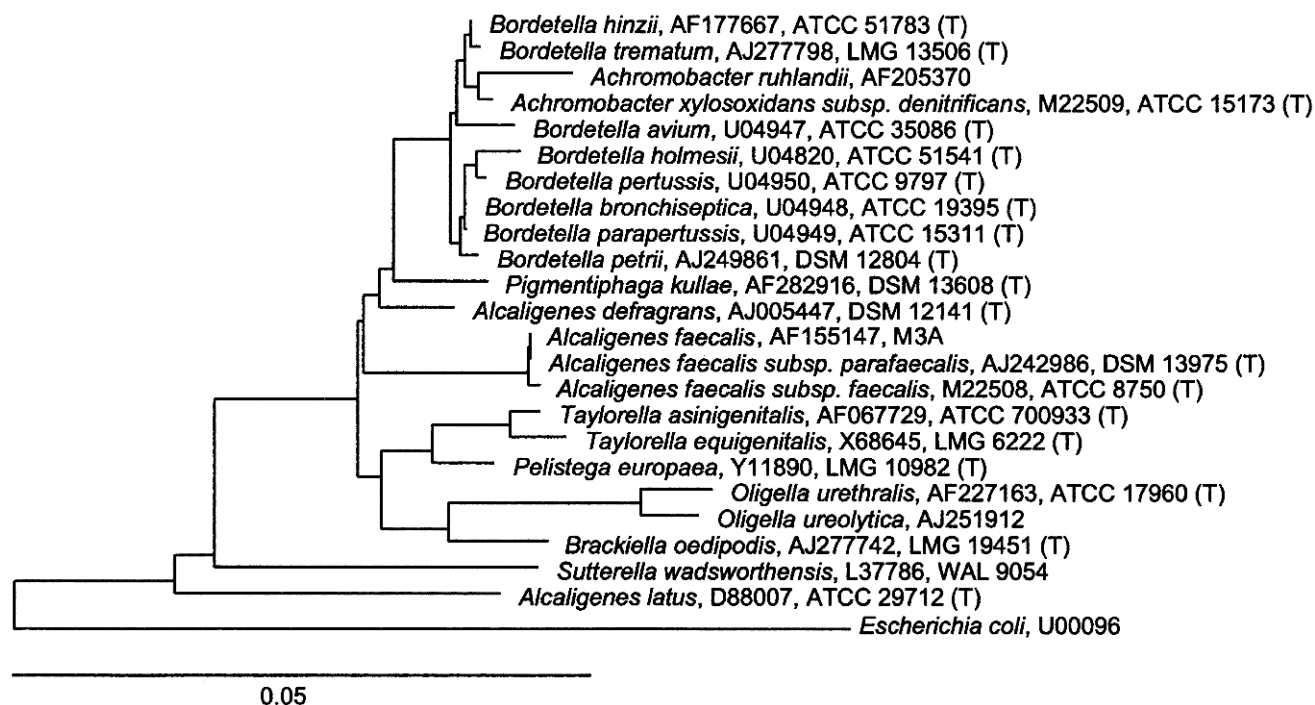 Bordetella hinzii, AF177667, ATCC 51783 (T)
Bordetella trematum, AJ277798, LMG 13506 (T)
Achromobacter ruhlandii, AF205370
Achromobacter xylosoxidans subsp. denitrificans, M22509, ATCC 15173 (T)
Bordetella avium, U04947, ATCC 35086 (T)
Bordetella holmesii, U04820, ATCC 51541 (T)
Bordetella pertussis, U04950, ATCC 9797 (T)
Bordetella bronchiseptica, U04948, ATCC 19395 (T)
Bordetella parapertussis, U04949, ATCC 15311 (T)
Bordetella petrii, AJ249861, DSM 12804 (T)
Pigmentiphaga kullae, AF282916, DSM 13608 (T)
Alcaligenes defragrans, AJ005447, DSM 12141 (T)
Alcaligenes faecalis, AF155147, M3A
Alcaligenes faecalis subsp. parafaecalis, AJ242986, DSM 13975 (T)
Alcaligenes faecalis subsp. faecalis, M22508, ATCC 8750 (T)
Taylorella asinigenitalis, AF067729, ATCC 700933 (T)
Taylorella equigenitalis, X68645, LMG 6222 (T)
Pelistega europaea, Y11890, LMG 10982 (T)
Oligella urethralis, AF227163, ATCC 17960 (T)
Oligella ureolytica, AJ251912
Brackiella oedipodis, AJ277742, LMG 19451 (T)
Sutterella wadsworthensis, L37786, WAL 9054
Alcaligenes latus, D88007, ATCC 29712 (T)
Escherichia coli, U00096
0.05